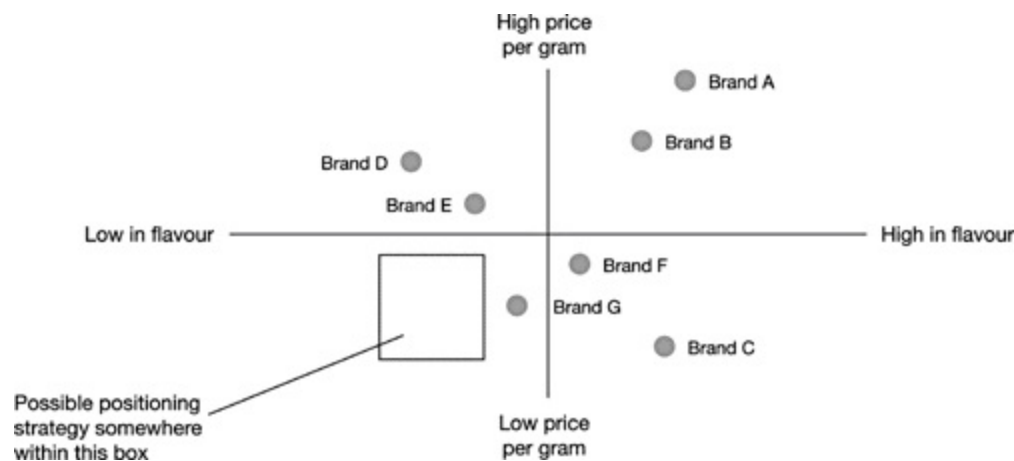 High price
per gram
Brand A
Brand B
Brand D
Brand E
Low in flavour
High in flavour
Brand F
Brand G
Brand C
Possible positioning
strategy somewhere
within this box
Low price
per gram